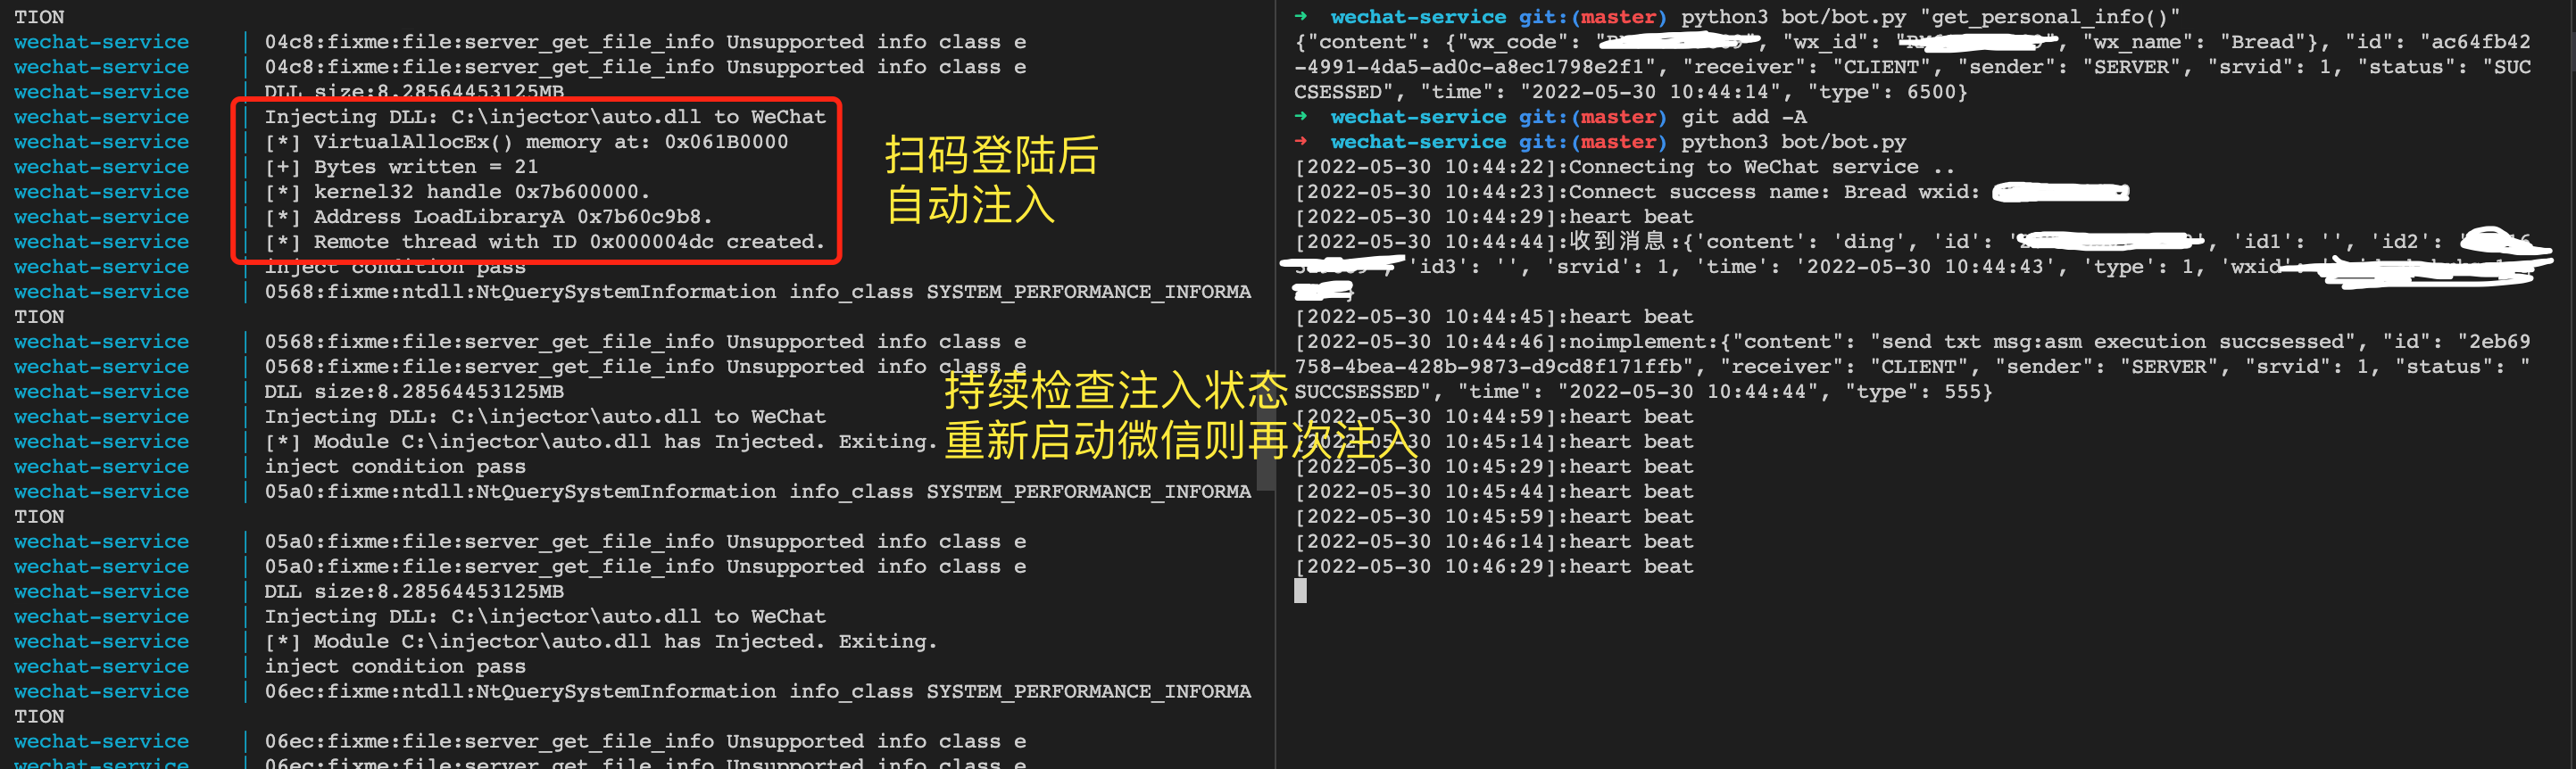 TION
wechat-service | 04c8:fixme:file:server_get_file_info Unsupported info class e
wechat-service | 04c8:fixme:file:server_get_file_info Unsupported info class e
wechat-service | DLL size:8.28564453125MB
wechat-service | Injecting DLL: C:\injector\auto.dll to WeChat
wechat-service | [*] VirtualAllocEx() memory at: 0x061B0000
wechat-service | [+] Bytes written = 21
wechat-service | [*] kernel32 handle 0x7b600000.
wechat-service | [*] Address LoadLibraryA 0x7b60c9b8.
wechat-service | [*] Remote thread with ID 0x000004dc created.
wechat-service | inject condition pass
wechat-service | 0568:fixme:ntdll:NtQuerySystemInformation info_class SYSTEM_PERFORMANCE_INFORMA
TION
wechat-service | 0568:fixme:file:server_get_file_info Unsupported info class e
wechat-service | 0568:fixme:file:server_get_file_info Unsupported info class e
wechat-service | DLL size:8.28564453125MB
wechat-service | Injecting DLL: C:\injector\auto.dll to WeChat
wechat-service | [*] Module C:\injector\auto.dll has Injected. Exiting.
wechat-service | inject condition pass
wechat-service | 05a0:fixme:ntdll:NtQuerySystemInformation info_class SYSTEM_PERFORMANCE_INFORMA
TION
wechat-service | 05a0:fixme:file:server_get_file_info Unsupported info class e
wechat-service | 05a0:fixme:file:server_get_file_info Unsupported info class e
wechat-service | DLL size:8.28564453125MB
wechat-service | Injecting DLL: C:\injector\auto.dll to WeChat
wechat-service | [*] Module C:\injector\auto.dll has Injected. Exiting.
wechat-service | inject condition pass
wechat-service | 06ec:fixme:ntdll:NtQuerySystemInformation info_class SYSTEM_PERFORMANCE_INFORMA
TION
wechat-service | 06ec:fixme:file:server_get_file_info Unsupported info class e
wechat-service | 06ec:fixme:file:server_get_file_info Unsupported info class e
扫码登陆后
自动注入
持续检查注入状态
重新启动微信则再次注入
→ wechat-service git:(master) python3 bot/bot.py "get_personal_info()"
{"content": {"wx_code": " ", "wx_id": " ", "wx_name": "Bread"}, "id": "ac64fb42
-4991-4da5-ad0c-a8ec1798e2f1", "receiver": "CLIENT", "sender": "SERVER", "srvid": 1, "status": "SUC
CSESSED", "time": "2022-05-30 10:44:14", "type": 6500}
→ wechat-service git:(master) git add -A
→ wechat-service git:(master) python3 bot/bot.py
[2022-05-30 10:44:22]:Connecting to WeChat service ..
[2022-05-30 10:44:23]:Connect success name: Bread wxid:
[2022-05-30 10:44:29]:heart beat
[2022-05-30 10:44:44]:收到消息:{'content': 'ding', 'id': ' ', 'id1': '', 'id2':
'id3': '', 'srvid': 1, 'time': '2022-05-30 10:44:43', 'type': 1, 'wxid'
}
[2022-05-30 10:44:45]:heart beat
[2022-05-30 10:44:46]:noimplement:{"content": "send txt msg:asm execution succsessed", "id": "2eb69
758-4bea-428b-9873-d9cd8f171ffb", "receiver": "CLIENT", "sender": "SERVER", "srvid": 1, "status": "
SUCCSESSED", "time": "2022-05-30 10:44:44", "type": 555}
[2022-05-30 10:44:59]:heart beat
[2022-05-30 10:45:14]:heart beat
[2022-05-30 10:45:29]:heart beat
[2022-05-30 10:45:44]:heart beat
[2022-05-30 10:45:59]:heart beat
[2022-05-30 10:46:14]:heart beat
[2022-05-30 10:46:29]:heart beat